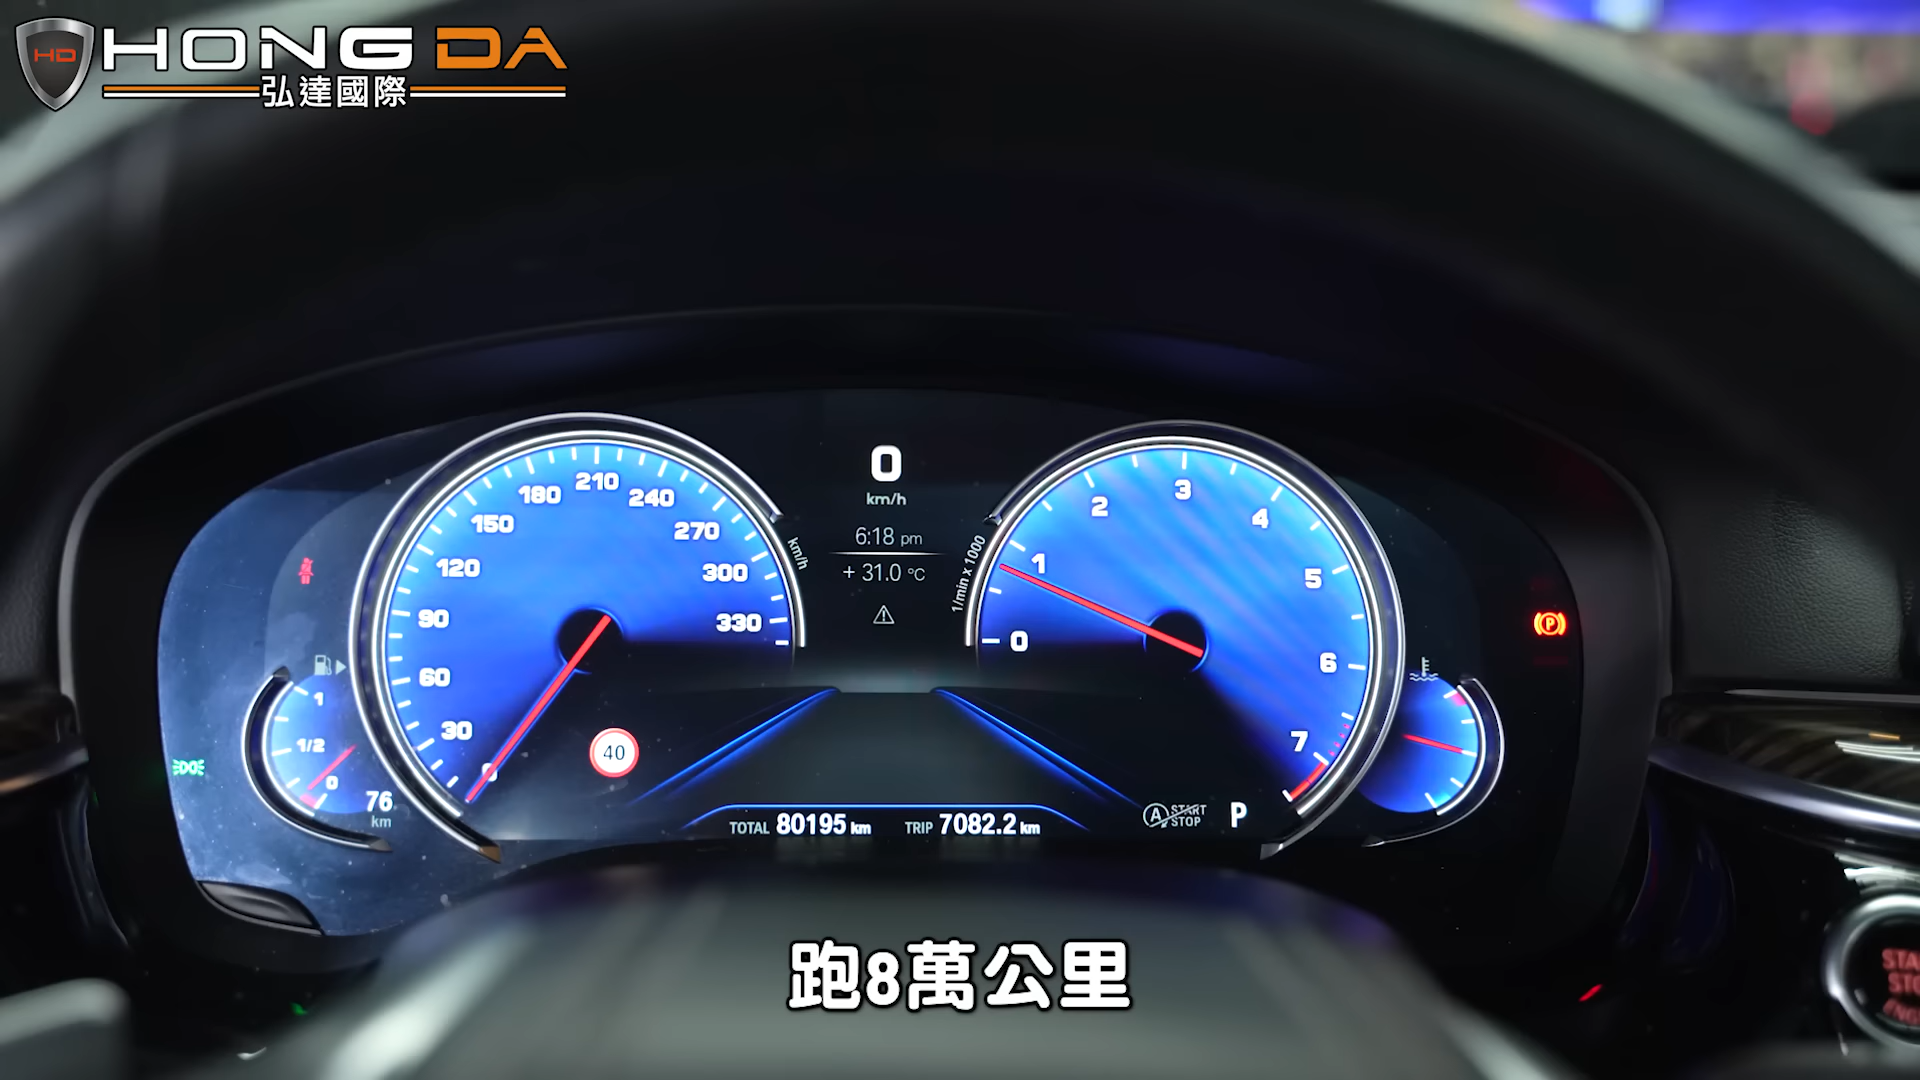 HD HONG DA
弘達國際
0
km/h
6:18 pm
+ 31.0 °C
0 30 60 90 120 150 180 210 240 270 300 330
km/h
1/min x 1000
0 1 2 3 4 5 6 7
1
1/2
0
76
km
40
TOTAL 80195 km TRIP 7082.2 km
A START STOP P
P
跑8萬公里